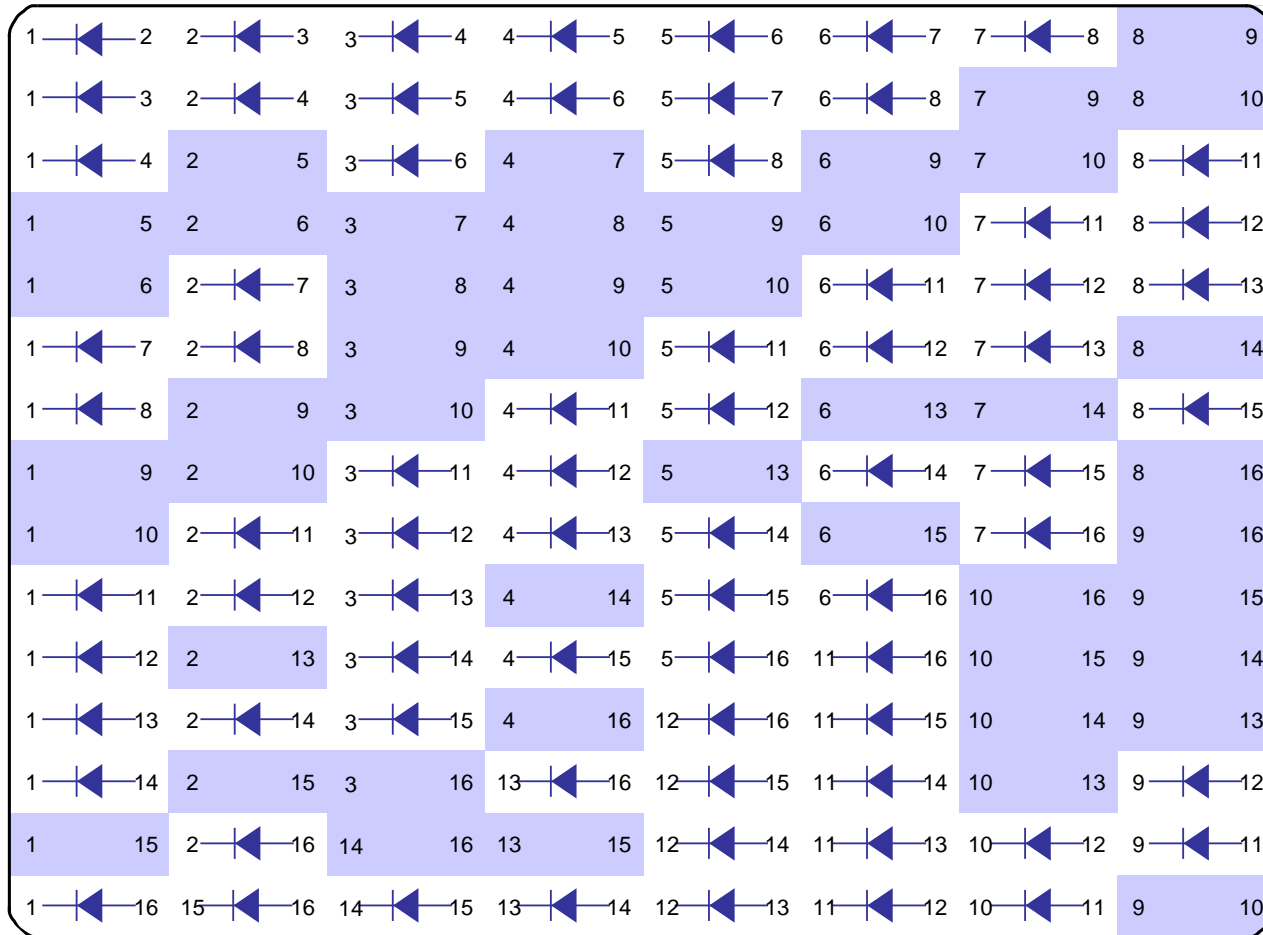 1 2 2 3 3 4 4 5 5 6 6 7 7 8 8 9
1 3 2 4 3 5 4 6 5 7 6 8 7 9 8 10
1 4 2 5 3 6 4 7 5 8 6 9 7 10 8 11
1 5 2 6 3 7 4 8 5 9 6 10 7 11 8 12
1 6 2 7 3 8 4 9 5 10 6 11 7 12 8 13
1 7 2 8 3 9 4 10 5 11 6 12 7 13 8 14
1 8 2 9 3 10 4 11 5 12 6 13 7 14 8 15
1 9 2 10 3 11 4 12 5 13 6 14 7 15 8 16
1 10 2 11 3 12 4 13 5 14 6 15 7 16 9 16
1 11 2 12 3 13 4 14 5 15 6 16 10 16 9 15
1 12 2 13 3 14 4 15 5 16 11 16 10 15 9 14
1 13 2 14 3 15 4 16 12 16 11 15 10 14 9 13
1 14 2 15 3 16 13 16 12 15 11 14 10 13 9 12
1 15 2 16 14 16 13 15 12 14 11 13 10 12 9 11
1 16 15 16 14 15 13 14 12 13 11 12 10 11 9 10